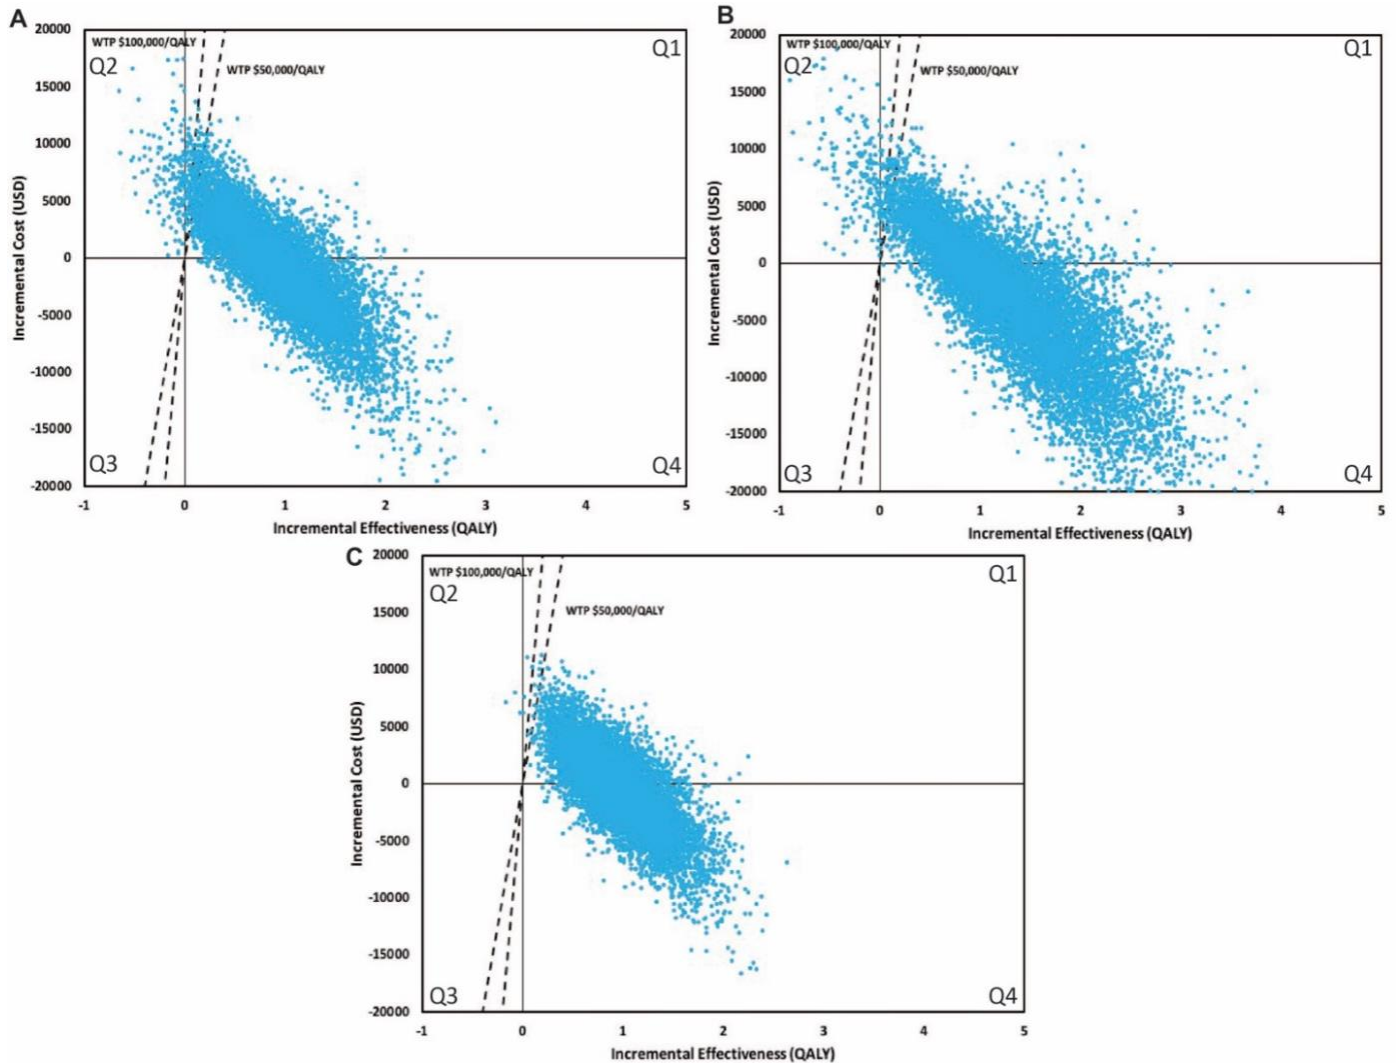 A
20000
WTP $100,000/QALY
Q1
Q2
WTP $50,000/QALY
15000
10000
5000
0
-5000
-10000
-15000
Q3
Q4
-20000
-1
0
1
2
3
4
5
Incremental Effectiveness (QALY)
Incremental Cost (USD)
B
20000
WTP $100,000/QALY
Q1
Q2
WTP $50,000/QALY
15000
10000
5000
0
-5000
-10000
-15000
Q3
Q4
-20000
-1
0
1
2
3
4
5
Incremental Effectiveness (QALY)
Incremental Cost (USD)
C
20000
WTP $100,000/QALY
Q1
Q2
WTP $50,000/QALY
15000
10000
5000
0
-5000
-10000
-15000
Q3
Q4
-20000
-1
0
1
2
3
4
5
Incremental Effectiveness (QALY)
Incremental Cost (USD)